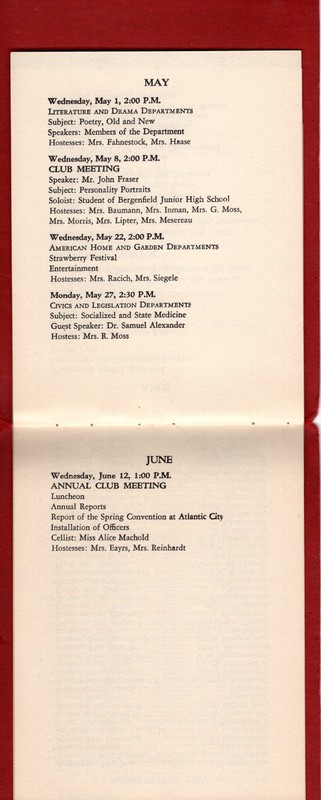 MAY
Wednesday, May 1, 2:00 P.M.
LITERATURE AND DRAMA DEPARTMENTS
Subject: Poetry, Old and New
Speakers: Members of the Department
Hostesses: Mrs. Fahnestock, Mrs. Haase
Wednesday, May 8, 2:00 P.M.
CLUB MEETING
Speaker: Mr. John Fraser
Subject: Personality Portraits
Soloist: Student of Bergenfield Junior High School
Hostesses: Mrs. Baumann, Mrs. Inman, Mrs. G. Moss,
Mrs. Morris, Mrs. Lipter, Mrs. Mesereau
Wednesday, May 22, 2:00 P.M.
AMERICAN HOME AND GARDEN DEPARTMENTS
Strawberry Festival
Entertainment
Hostesses: Mrs. Racich, Mrs. Siegele
Monday, May 27, 2:30 P.M.
CIVICS AND LEGISLATION DEPARTMENTS
Subject: Socialized and State Medicine
Guest Speaker: Dr. Samuel Alexander
Hostess: Mrs. R. Moss
JUNE
Wednesday, June 12, 1:00 P.M.
ANNUAL CLUB MEETING
Luncheon
Annual Reports
Report of the Spring Convention at Atlantic City
Installation of Officers
Cellist: Miss Alice Machold
Hostesses: Mrs. Eayrs, Mrs. Reinhardt